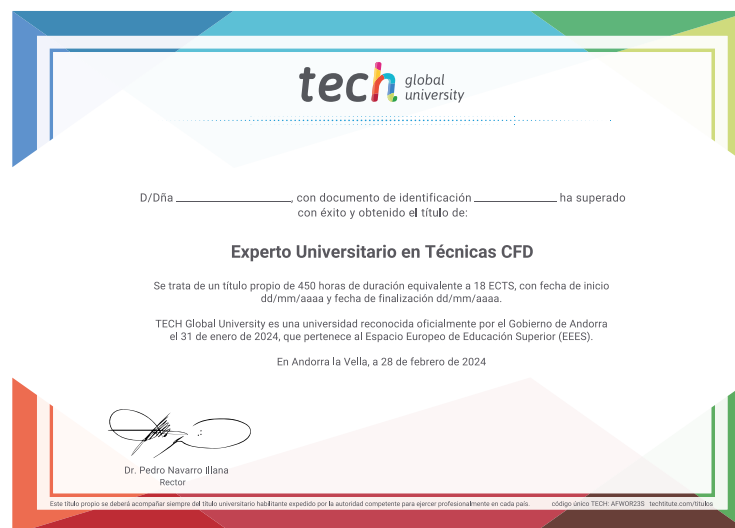 tech global
university
D/Dña ____________, con documento de identificación ____________ ha superado
con éxito y obtenido el título de:
Experto Universitario en Técnicas CFD
Se trata de un título propio de 450 horas de duración equivalente a 18 ECTS, con fecha de inicio
dd/mm/aaaa y fecha de finalización dd/mm/aaaa.
TECH Global University es una universidad reconocida oficialmente por el Gobierno de Andorra
el 31 de enero de 2024, que pertenece al Espacio Europeo de Educación Superior (EEES).
En Andorra la Vella, a 28 de febrero de 2024
Dr. Pedro Navarro Illana
Rector
Este título propio se deberá acompañar siempre del título universitario habilitante expedido por la autoridad competente para ejercer profesionalmente en cada país. código único TECH: AFWOR23S techtitute.com/títulos